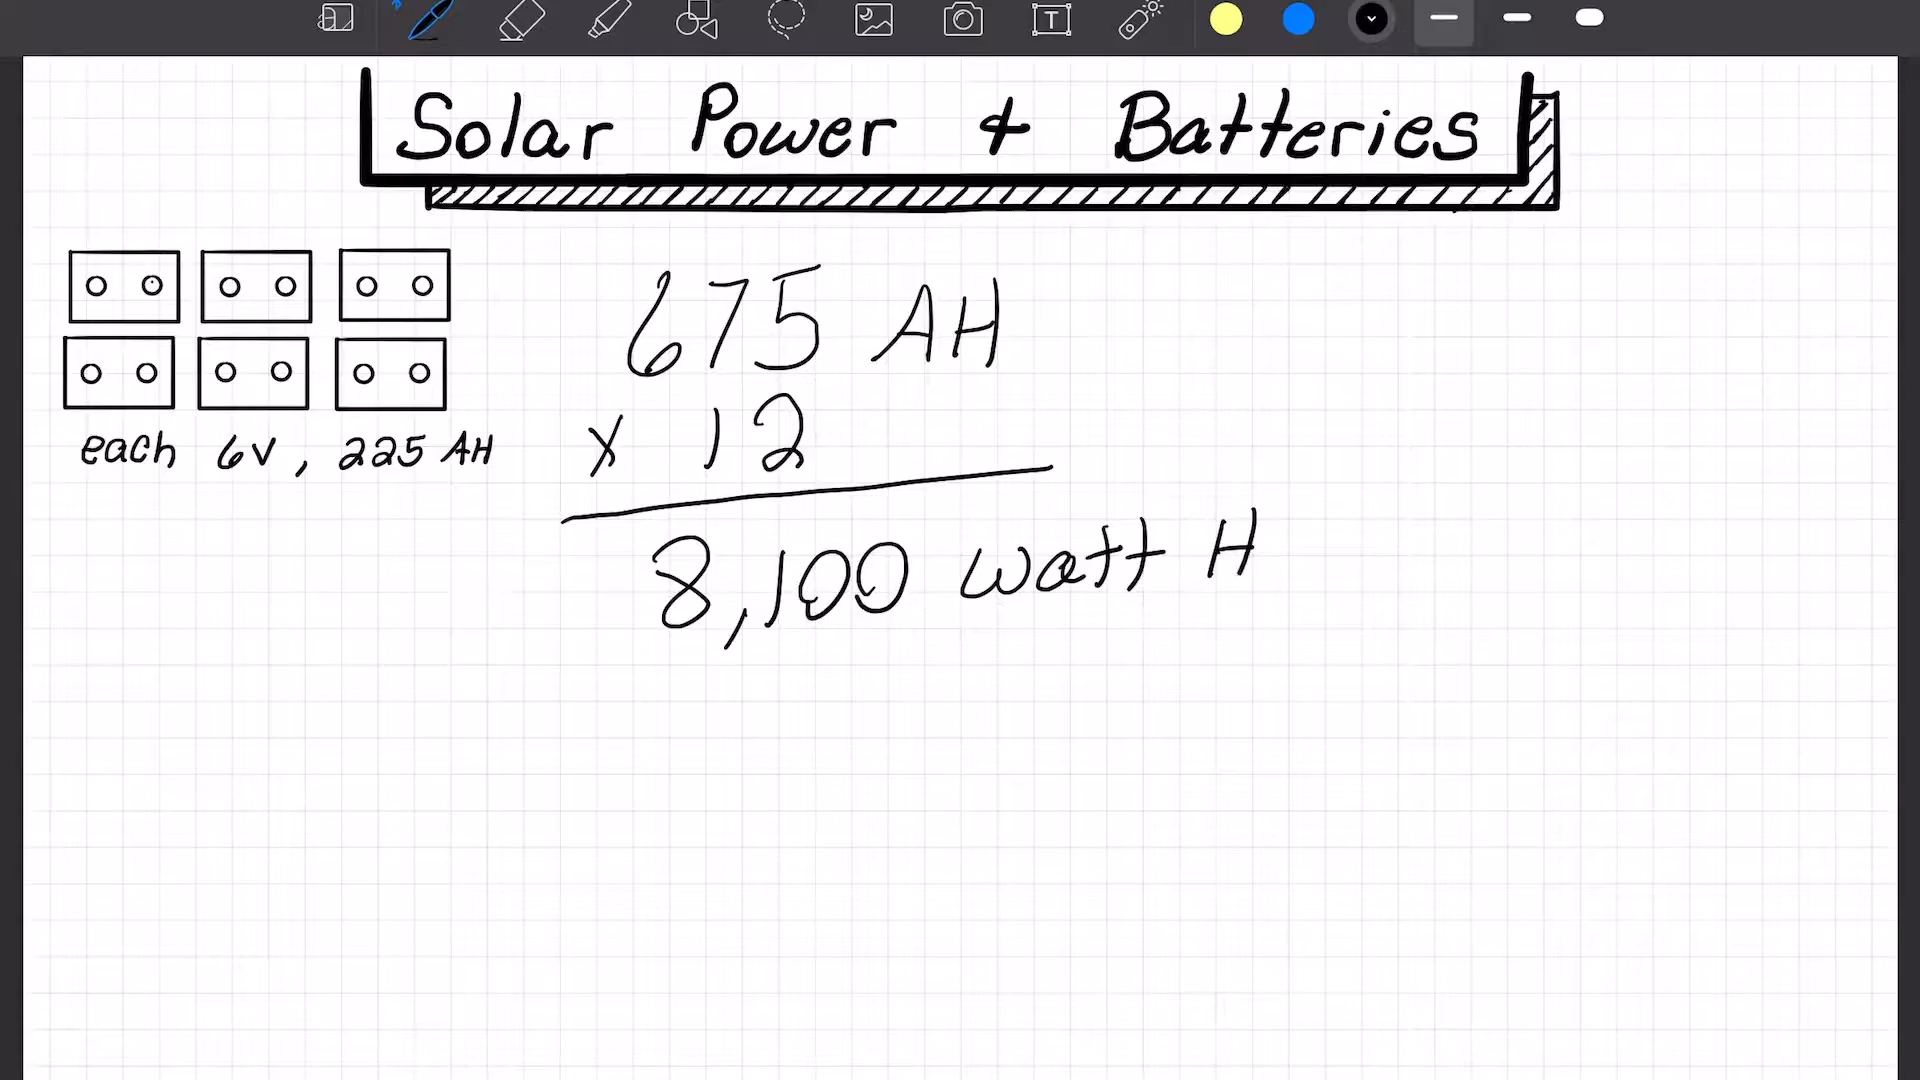 Solar Power & Batteries
each 6V, 225 AH
675 AH
x 12
8,100 watt H